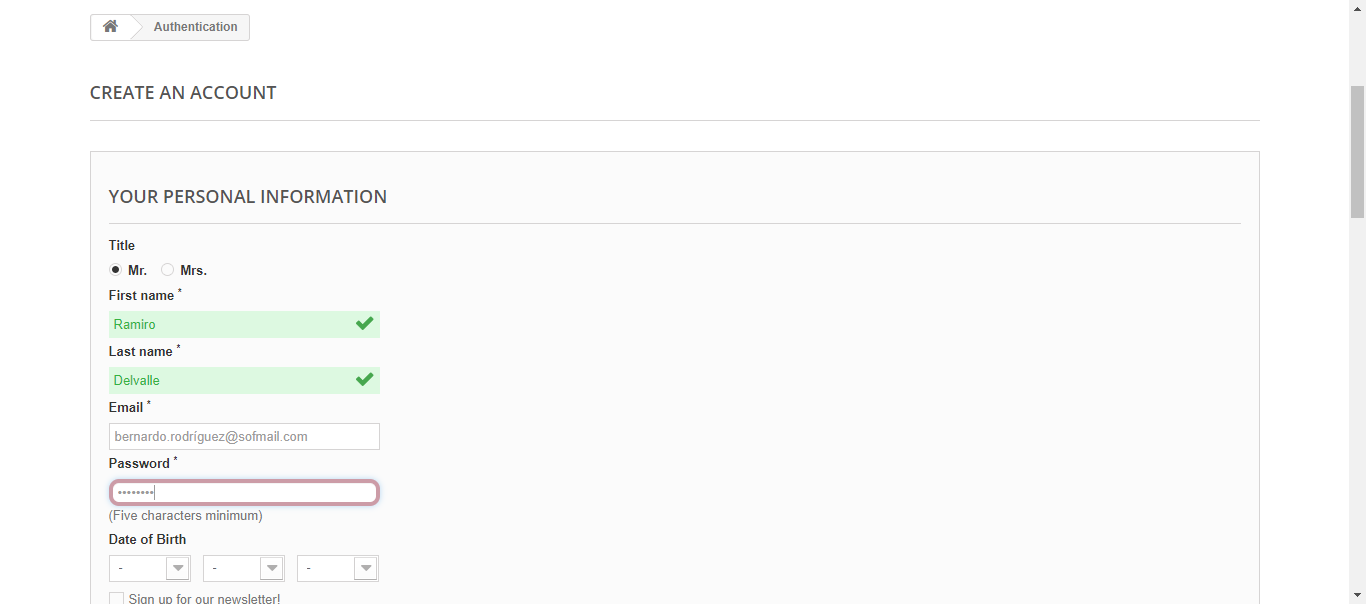 Authentication
CREATE AN ACCOUNT
YOUR PERSONAL INFORMATION
Title
Mr. Mrs.
First name *
Ramiro
Last name *
Delvalle
Email *
bernardo.rodríguez@sofmail.com
Password *
••••••••
(Five characters minimum)
Date of Birth
- - -
Sign up for our newsletter!